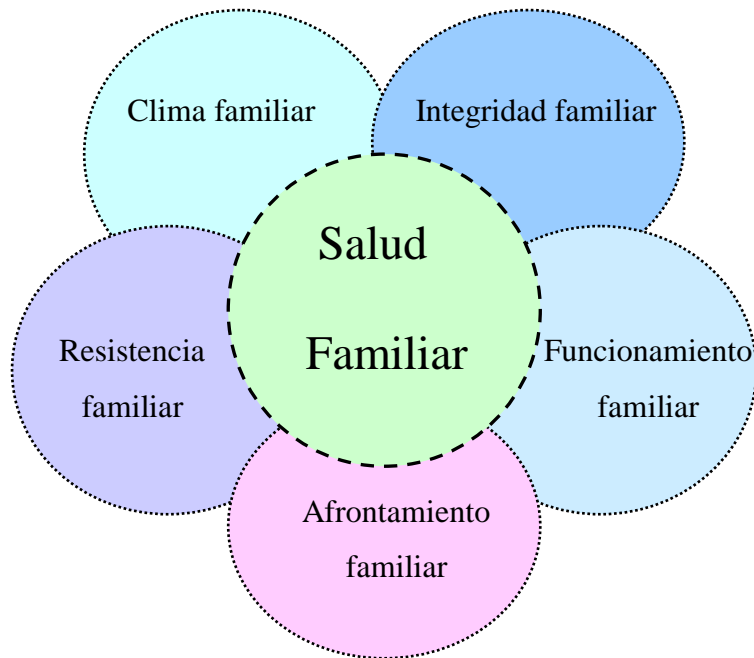 Clima familiar
Integridad familiar
Salud
Familiar
Resistencia
familiar
Funcionamiento
familiar
Afrontamiento
familiar